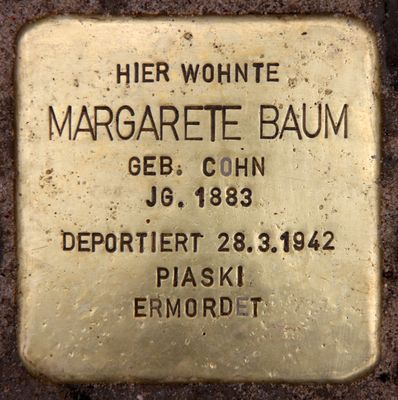 HIER WOHNTE
MARGARETE BAUM
GEB. COHN
JG. 1883
DEPORTIERT 28.3.1942
PIASKI
ERMORDET